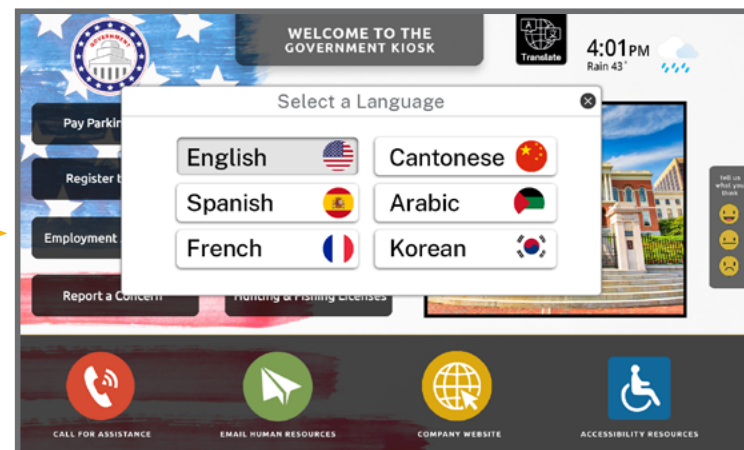 GOVERNMENT
WELCOME TO THE
GOVERNMENT KIOSK
Translate
4:01PM
Rain 43°
Select a Language
Pay Parkin
Register t
Employment
Report a Concern
Hunting & Fishing Licenses
English
Cantonese
Spanish
Arabic
French
Korean
Tell us
what you
think
CALL FOR ASSISTANCE
EMAIL HUMAN RESOURCES
COMPANY WEBSITE
ACCESSIBILITY RESOURCES